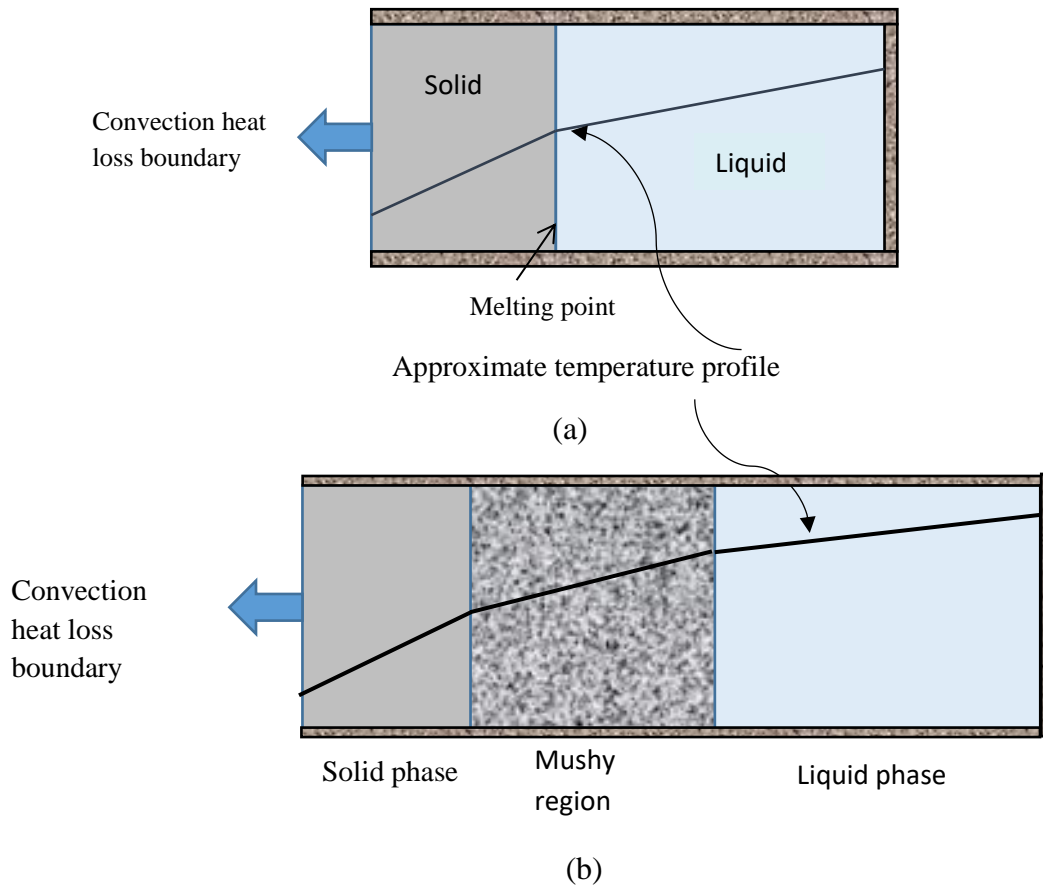 Solid
Convection heat
loss boundary
Liquid
Melting point
Approximate temperature profile
(a)
Convection
heat loss
boundary
Solid phase
Mushy
region
Liquid phase
(b)